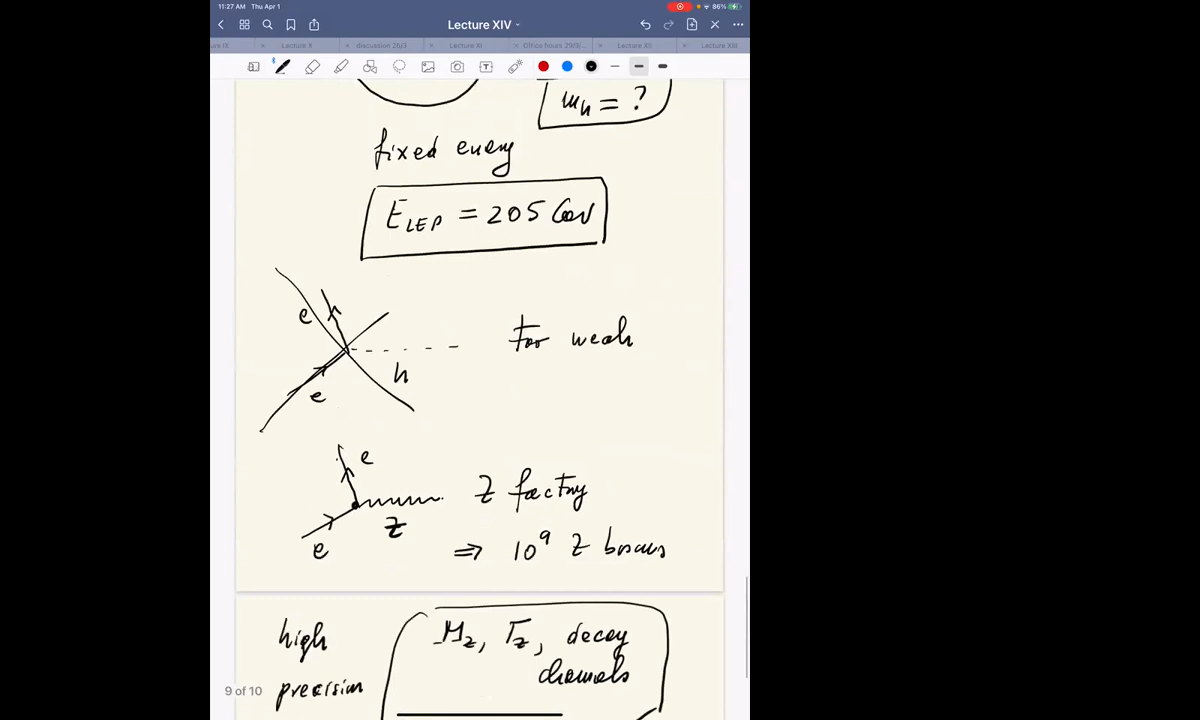 11:27 AM Thu Apr 1
86%
Lecture XIV
Lecture X
discussion 26/3
Lecture XI
Office hours 29/3/...
Lecture XII
Lecture XIII
m_h = ?
fixed energy
E_LEP = 205 GeV
e
h
e
too weak
e
Z
e
Z factory
⇒ 10^9 Z bosons
high precision
M_Z, Γ_Z, decay
channels
9 of 10